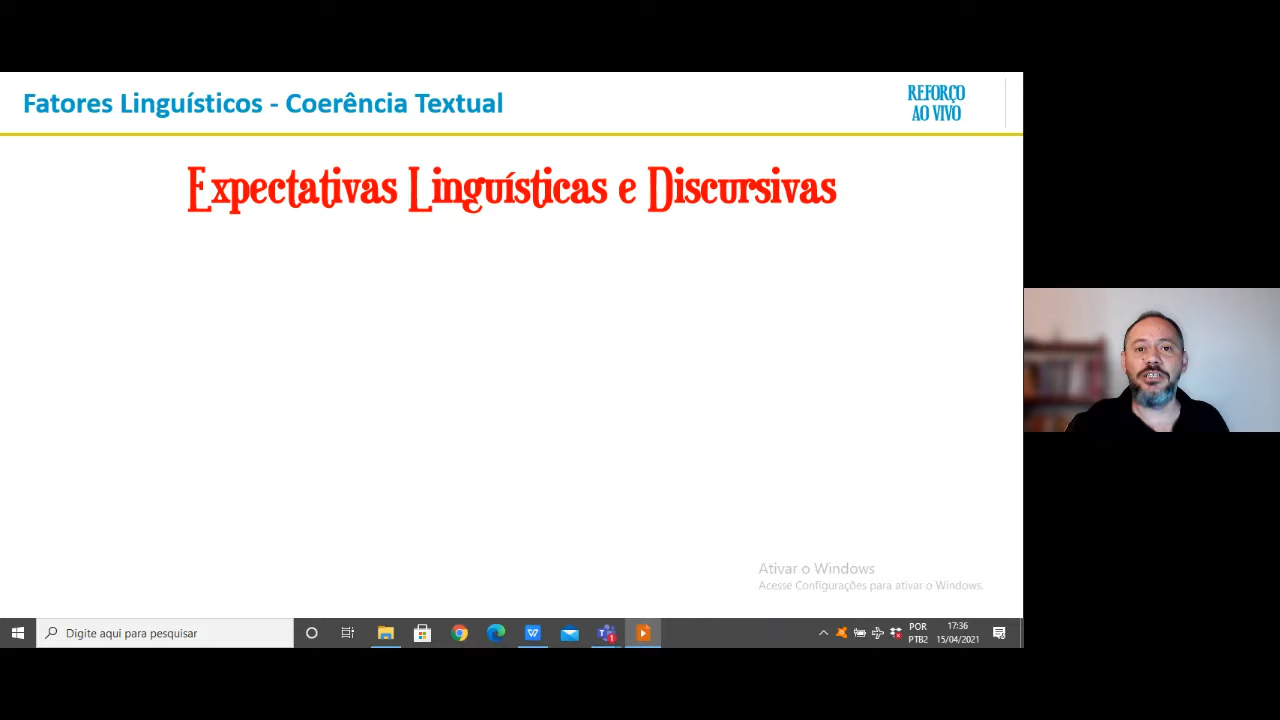 Fatores Linguísticos - Coerência Textual
REFORÇO
AO VIVO
Expectativas Linguísticas e Discursivas
Ativar o Windows
Acesse Configurações para ativar o Windows.
Digite aqui para pesquisar
1
POR
PTB2
17:36
15/04/2021